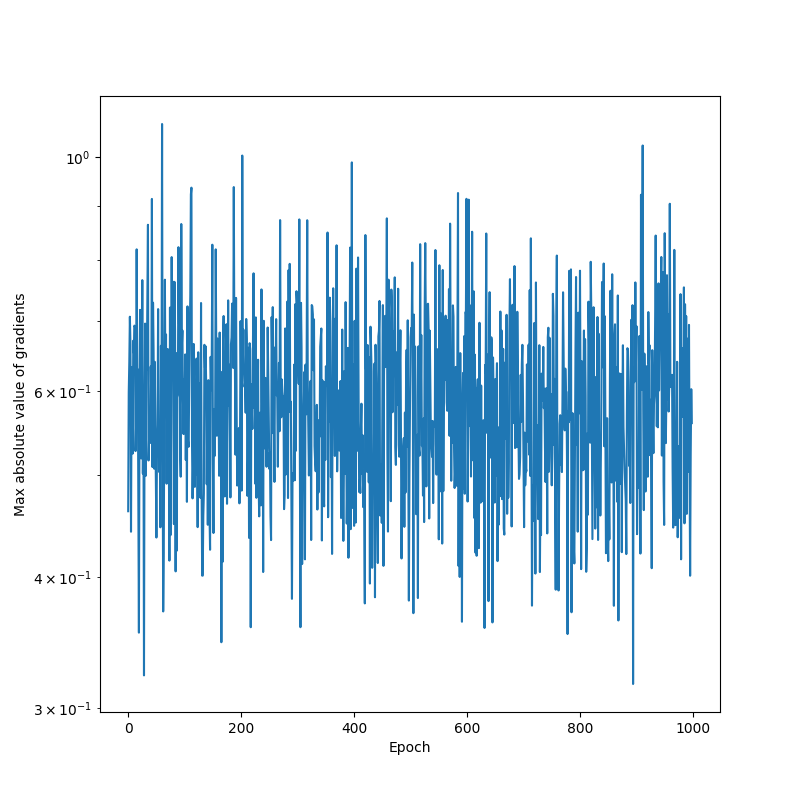 Max absolute value of gradients
10⁰
6 × 10⁻¹
4 × 10⁻¹
3 × 10⁻¹
0 200 400 600 800 1000
Epoch